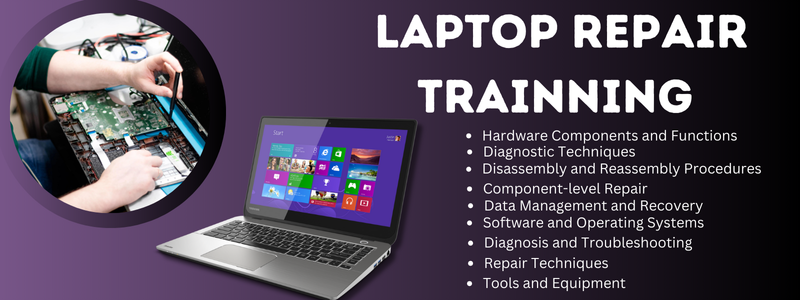 LAPTOP REPAIR
TRAINNING
• Hardware Components and Functions
• Diagnostic Techniques
• Disassembly and Reassembly Procedures
• Component-level Repair
• Data Management and Recovery
• Software and Operating Systems
• Diagnosis and Troubleshooting
• Repair Techniques
• Tools and Equipment
Start